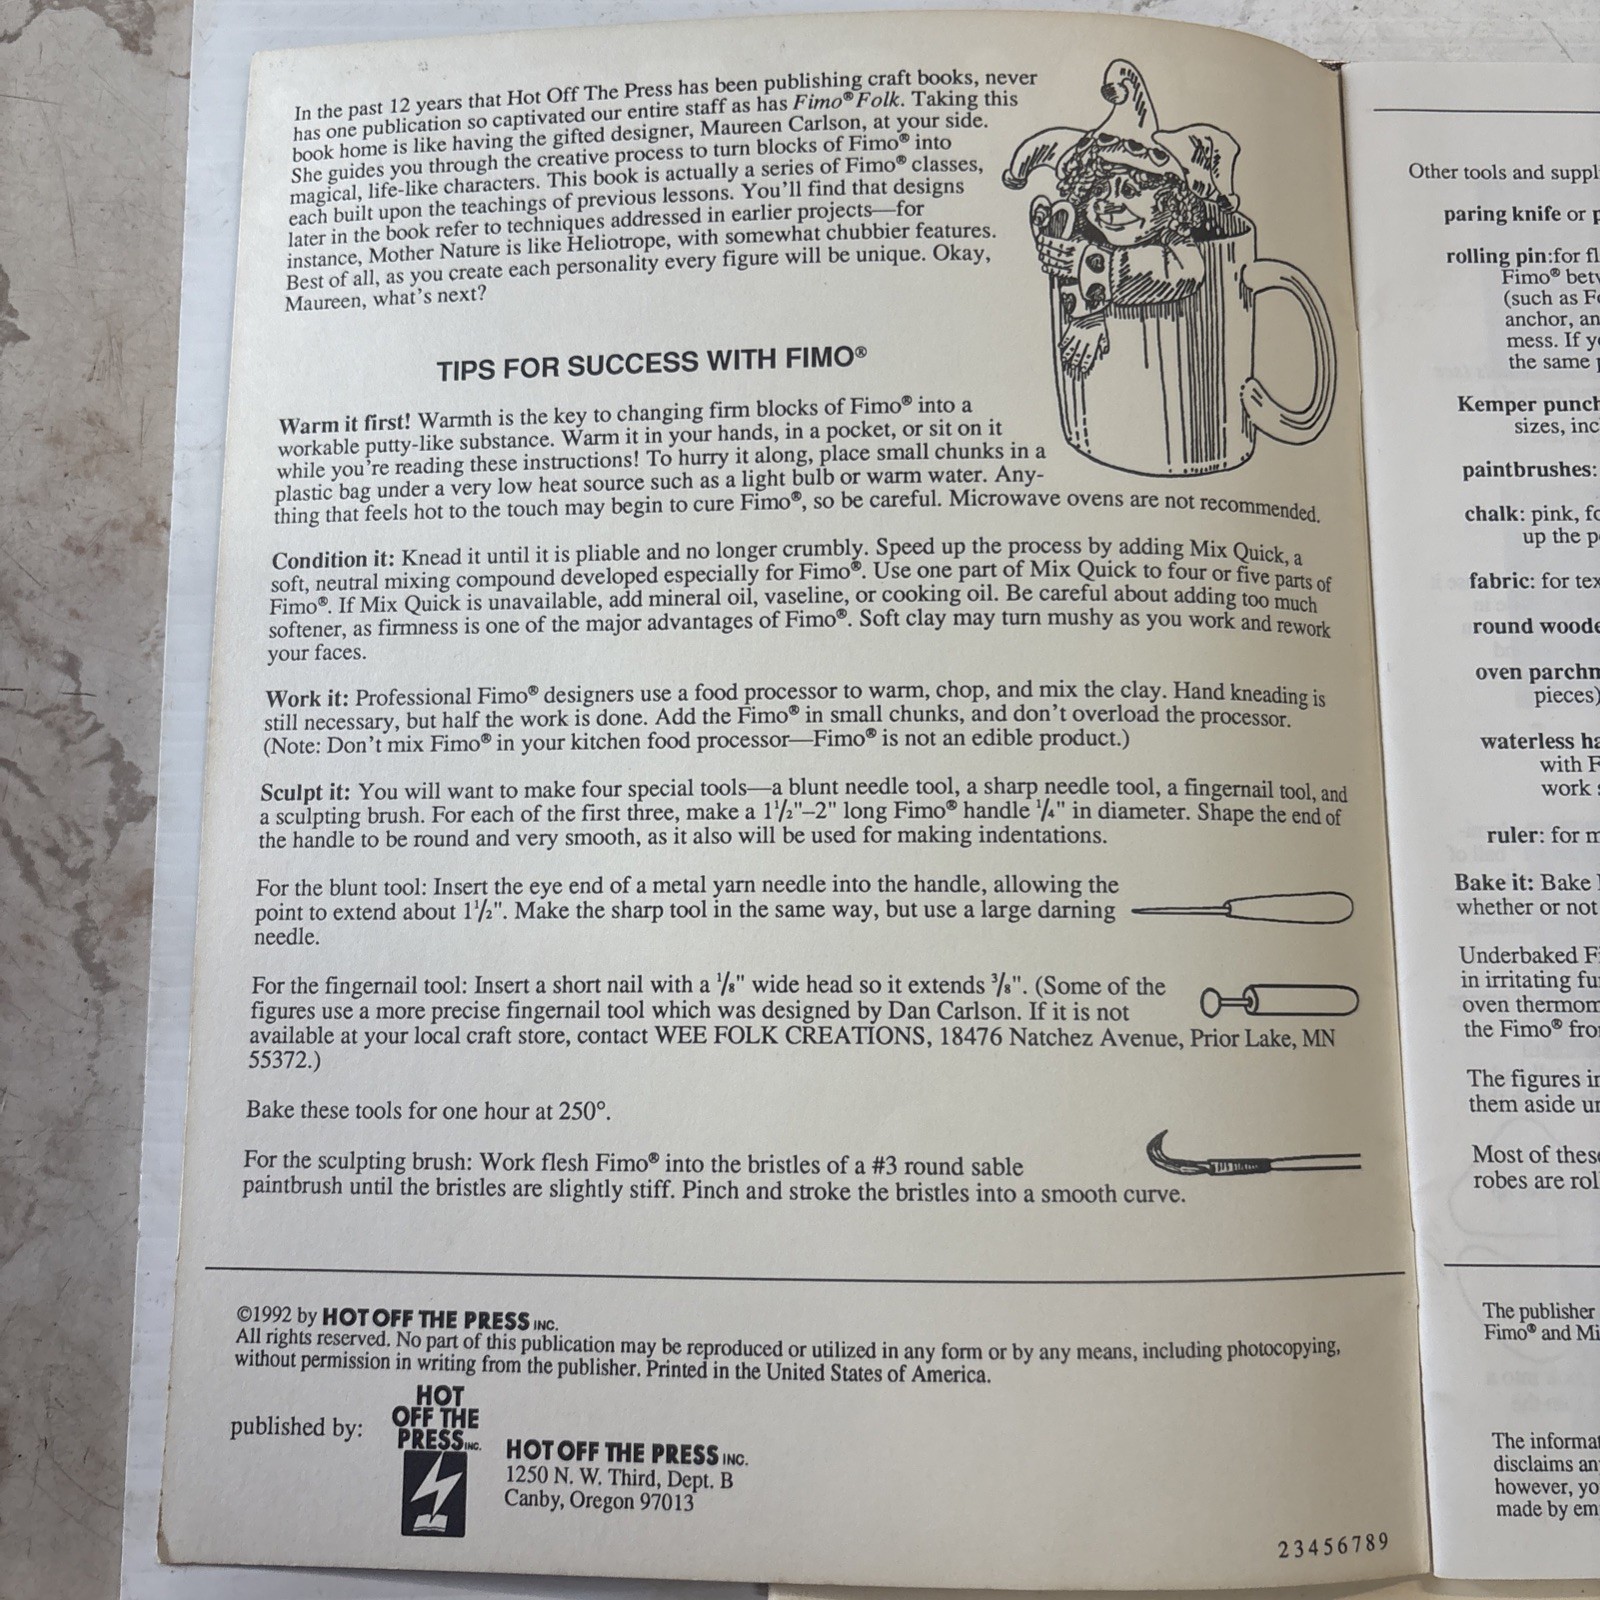 In the past 12 years that Hot Off The Press has been publishing craft books, never
has one publication so captivated our entire staff as has Fimo® Folk. Taking this
book home is like having the gifted designer, Maureen Carlson, at your side.
She guides you through the creative process to turn blocks of Fimo® into
magical, life-like characters. This book is actually a series of Fimo® classes,
each built upon the teachings of previous lessons. You'll find that designs
later in the book refer to techniques addressed in earlier projects—for
instance, Mother Nature is like Heliotrope, with somewhat chubbier features.
Best of all, as you create each personality every figure will be unique. Okay,
Maureen, what's next?
TIPS FOR SUCCESS WITH FIMO®
Warm it first! Warmth is the key to changing firm blocks of Fimo® into a
workable putty-like substance. Warm it in your hands, in a pocket, or sit on it
while you're reading these instructions! To hurry it along, place small chunks in a
plastic bag under a very low heat source such as a light bulb or warm water. Any-
thing that feels hot to the touch may begin to cure Fimo®, so be careful. Microwave ovens are not recommended.
Condition it: Knead it until it is pliable and no longer crumbly. Speed up the process by adding Mix Quick, a
soft, neutral mixing compound developed especially for Fimo®. Use one part of Mix Quick to four or five parts of
Fimo®. If Mix Quick is unavailable, add mineral oil, vaseline, or cooking oil. Be careful about adding too much
softener, as firmness is one of the major advantages of Fimo®. Soft clay may turn mushy as you work and rework
your faces.
Work it: Professional Fimo® designers use a food processor to warm, chop, and mix the clay. Hand kneading is
still necessary, but half the work is done. Add the Fimo® in small chunks, and don't overload the processor.
(Note: Don't mix Fimo® in your kitchen food processor—Fimo® is not an edible product.)
Sculpt it: You will want to make four special tools—a blunt needle tool, a sharp needle tool, a fingernail tool, and
a sculpting brush. For each of the first three, make a 1½"–2" long Fimo® handle ¼" in diameter. Shape the end of
the handle to be round and very smooth, as it also will be used for making indentations.
For the blunt tool: Insert the eye end of a metal yarn needle into the handle, allowing the
point to extend about 1½". Make the sharp tool in the same way, but use a large darning
needle.
For the fingernail tool: Insert a short nail with a ⅛" wide head so it extends ⅜". (Some of the
figures use a more precise fingernail tool which was designed by Dan Carlson. If it is not
available at your local craft store, contact WEE FOLK CREATIONS, 18476 Natchez Avenue, Prior Lake, MN
55372.)
Bake these tools for one hour at 250°.
For the sculpting brush: Work flesh Fimo® into the bristles of a #3 round sable
paintbrush until the bristles are slightly stiff. Pinch and stroke the bristles into a smooth curve.
©1992 by HOT OFF THE PRESS INC.
All rights reserved. No part of this publication may be reproduced or utilized in any form or by any means, including photocopying,
without permission in writing from the publisher. Printed in the United States of America.
published by:
HOT
OFF THE
PRESS INC.
HOT OFF THE PRESS INC.
1250 N. W. Third, Dept. B
Canby, Oregon 97013
2 3 4 5 6 7 8 9
Other tools and suppl
paring knife or p
rolling pin:for fl
Fimo® betw
(such as Fo
anchor, an
mess. If yo
the same p
Kemper punch
sizes, inc
paintbrushes:
chalk: pink, fo
up the p
fabric: for tex
round woode
oven parchm
pieces)
waterless ha
with F
work s
ruler: for m
Bake it: Bake
whether or not
Underbaked Fi
in irritating fu
oven thermom
the Fimo® fro
The figures in
them aside un
Most of these
robes are rol
The publisher
Fimo® and Mi
The informat
disclaims an
however, yo
made by em